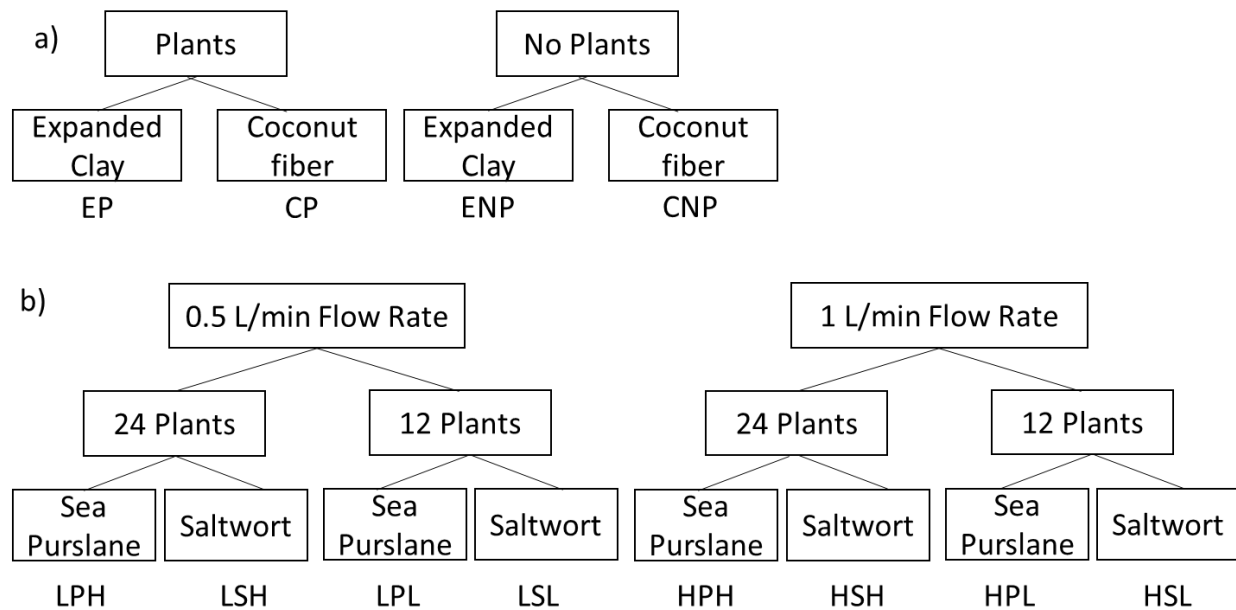 a)
Plants
No Plants
Expanded
Clay
Coconut
fiber
Expanded
Clay
Coconut
fiber
EP
CP
ENP
CNP
b)
0.5 L/min Flow Rate
1 L/min Flow Rate
24 Plants
12 Plants
24 Plants
12 Plants
Sea
Purslane
Saltwort
Sea
Purslane
Saltwort
Sea
Purslane
Saltwort
Sea
Purslane
Saltwort
LPH
LSH
LPL
LSL
HPH
HSH
HPL
HSL